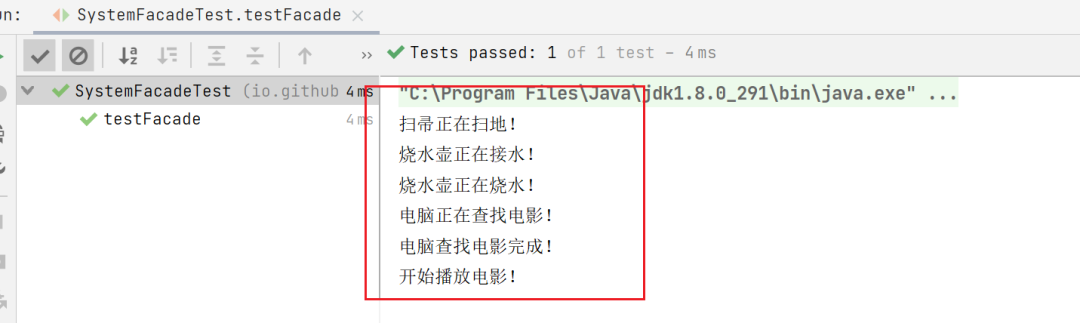 un:
SystemFacadeTest.testFacade
Tests passed: 1 of 1 test – 4 ms
SystemFacadeTest (io.github 4 ms
testFacade 4 ms
"C:\Program Files\Java\jdk1.8.0_291\bin\java.exe" ...
扫帚正在扫地！
烧水壶正在接水！
烧水壶正在烧水！
电脑正在查找电影！
电脑查找电影完成！
开始播放电影！